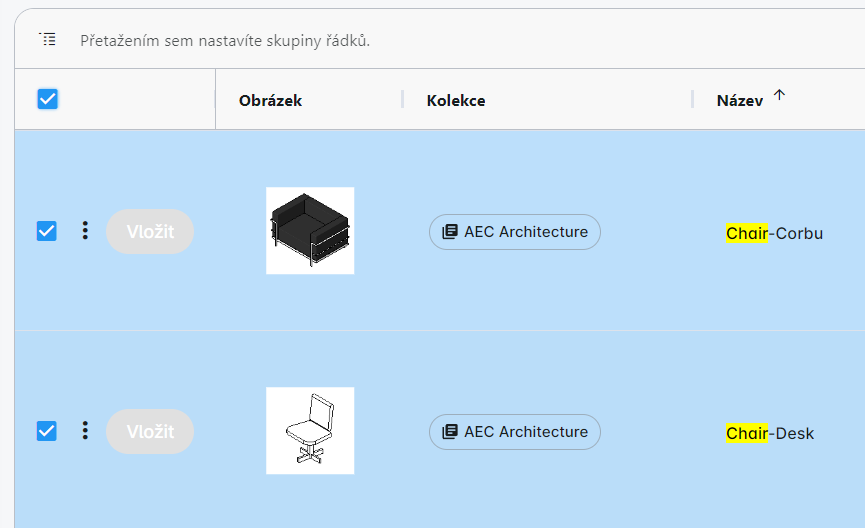 Přetažením sem nastavíte skupiny řádků.
Obrázek Kolekce Název
Vložit AEC Architecture Chair-Corbu
Vložit AEC Architecture Chair-Desk